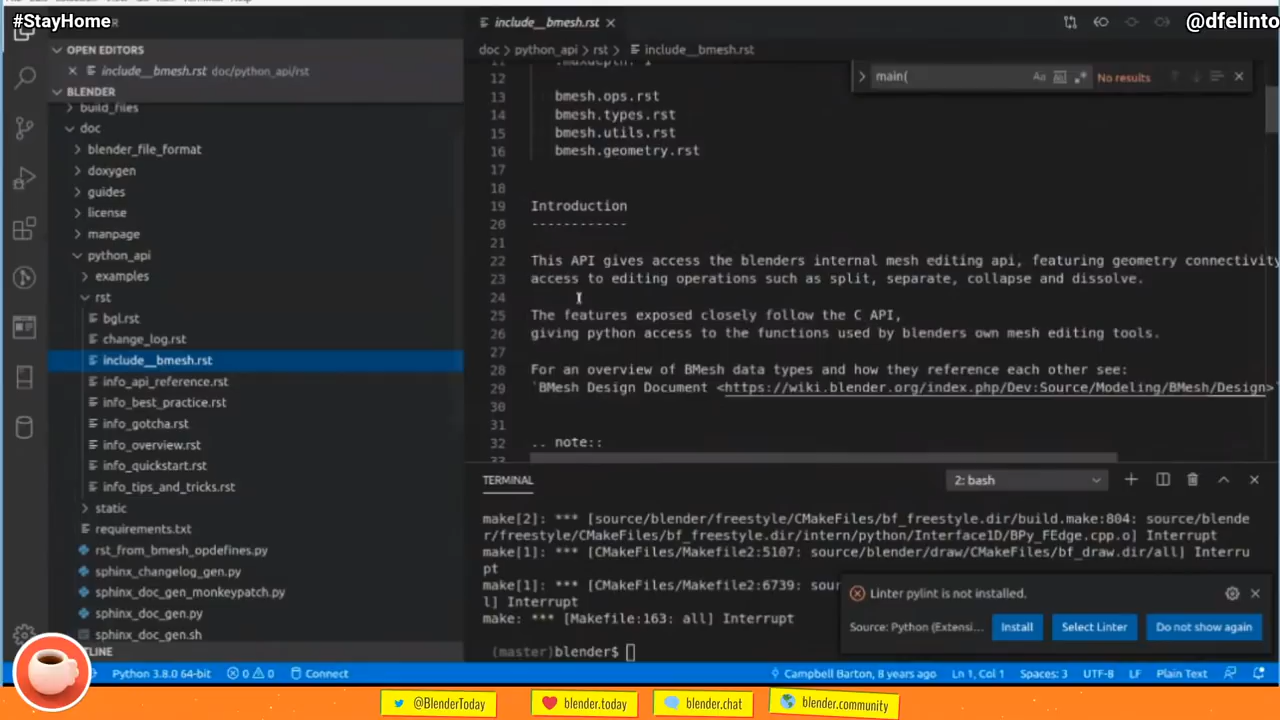 #StayHome
@dfelinto
OPEN EDITORS
include__bmesh.rst doc/python_api/rst
BLENDER
build_files
doc
blender_file_format
doxygen
guides
license
manpage
python_api
examples
rst
bgl.rst
change_log.rst
include__bmesh.rst
info_api_reference.rst
info_best_practice.rst
info_gotcha.rst
info_overview.rst
info_quickstart.rst
info_tips_and_tricks.rst
static
requirements.txt
rst_from_bmesh_opdefines.py
sphinx_changelog_gen.py
sphinx_doc_gen_monkeypatch.py
sphinx_doc_gen.py
sphinx_doc_gen.sh
include__bmesh.rst
doc > python_api > rst > include__bmesh.rst
main(
Aa
No results
12
13 bmesh.ops.rst
14 bmesh.types.rst
15 bmesh.utils.rst
16 bmesh.geometry.rst
17
18
19 Introduction
20 ------------
21
22 This API gives access the blenders internal mesh editing api, featuring geometry connectivity
23 access to editing operations such as split, separate, collapse and dissolve.
24
25 The features exposed closely follow the C API,
26 giving python access to the functions used by blenders own mesh editing tools.
27
28 For an overview of BMesh data types and how they reference each other see:
29 `BMesh Design Document <https://wiki.blender.org/index.php/Dev:Source/Modeling/BMesh/Design>
30
31
32 .. note::
TERMINAL
2: bash
make[2]: *** [source/blender/freestyle/CMakeFiles/bf_freestyle.dir/build.make:804: source/blende
r/freestyle/CMakeFiles/bf_freestyle.dir/intern/python/Interface1D/BPy_FEdge.cpp.o] Interrupt
make[1]: *** [CMakeFiles/Makefile2:5107: source/blender/draw/CMakeFiles/bf_draw.dir/all] Interru
pt
make[1]: *** [CMakeFiles/Makefile2:6739: sour
l] Interrupt
make: *** [Makefile:163: all] Interrupt
(master)blender$
Linter pylint is not installed.
Source: Python (Extensi...
Install
Select Linter
Do not show again
Python 3.8.0 64-bit
0
0
Connect
Campbell Barton, 8 years ago
Ln 1, Col 1
Spaces: 3
UTF-8
LF
Plain Text
@BlenderToday
blender.today
blender.chat
blender.community